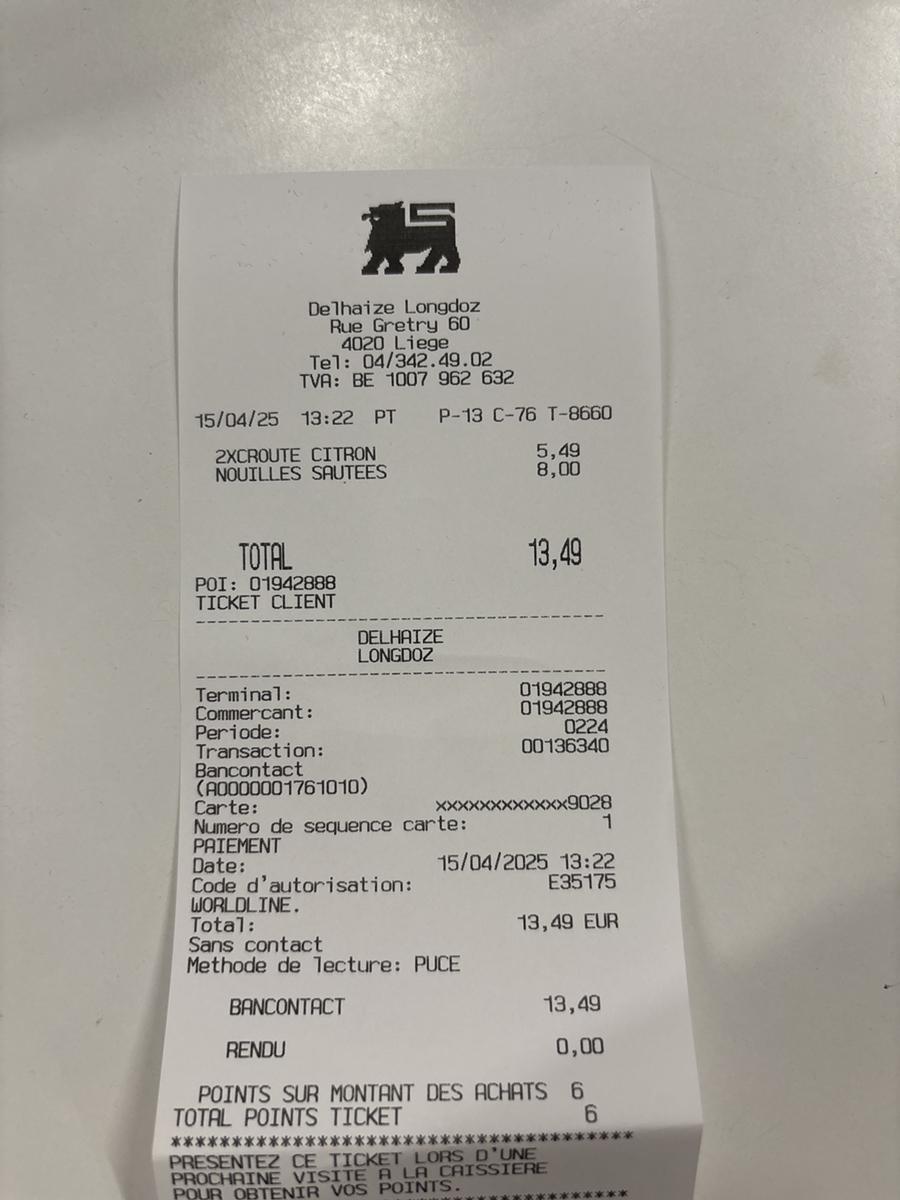 Delhaize Longdoz
Rue Gretry 60
4020 Liege
Tel: 04/342.49.02
TVA: BE 1007 962 632
15/04/25 13:22 PT P-13 C-76 T-8660
2XCROUTE CITRON 5,49
NOUILLES SAUTEES 8,00
TOTAL 13,49
POI: 01942888
TICKET CLIENT
---------------------------------------
DELHAIZE
LONGDOZ
---------------------------------------
Terminal: 01942888
Commercant: 01942888
Periode: 0224
Transaction: 00136340
Bancontact
(A0000001761010)
Carte: xxxxxxxxxxxxx9028
Numero de sequence carte: 1
PAIEMENT
Date: 15/04/2025 13:22
Code d'autorisation: E35175
WORLDLINE.
Total: 13,49 EUR
Sans contact
Methode de lecture: PUCE
BANCONTACT 13,49
RENDU 0,00
POINTS SUR MONTANT DES ACHATS 6
TOTAL POINTS TICKET 6
**************************************
PRESENTEZ CE TICKET LORS D'UNE
PROCHAINE VISITE A LA CAISSIERE
POUR OBTENIR VOS POINTS.